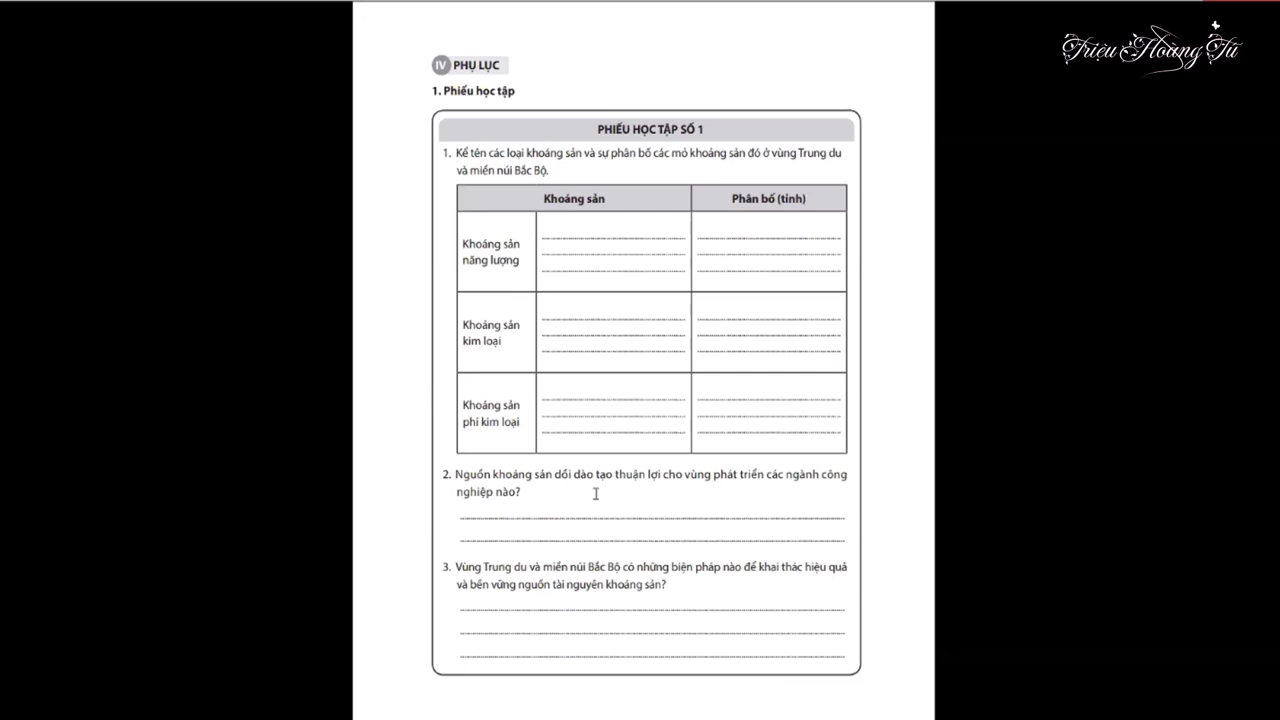 Triệu Hoàng Tú
IV PHỤ LỤC
1. Phiếu học tập
PHIẾU HỌC TẬP SỐ 1
1. Kể tên các loại khoáng sản và sự phân bố các mỏ khoáng sản đó ở vùng Trung du
và miền núi Bắc Bộ.
Khoáng sản Phân bố (tỉnh)
Khoáng sản
năng lượng
Khoáng sản
kim loại
Khoáng sản
phi kim loại
2. Nguồn khoáng sản dồi dào tạo thuận lợi cho vùng phát triển các ngành công
nghiệp nào?
3. Vùng Trung du và miền núi Bắc Bộ có những biện pháp nào để khai thác hiệu quả
và bền vững nguồn tài nguyên khoáng sản?